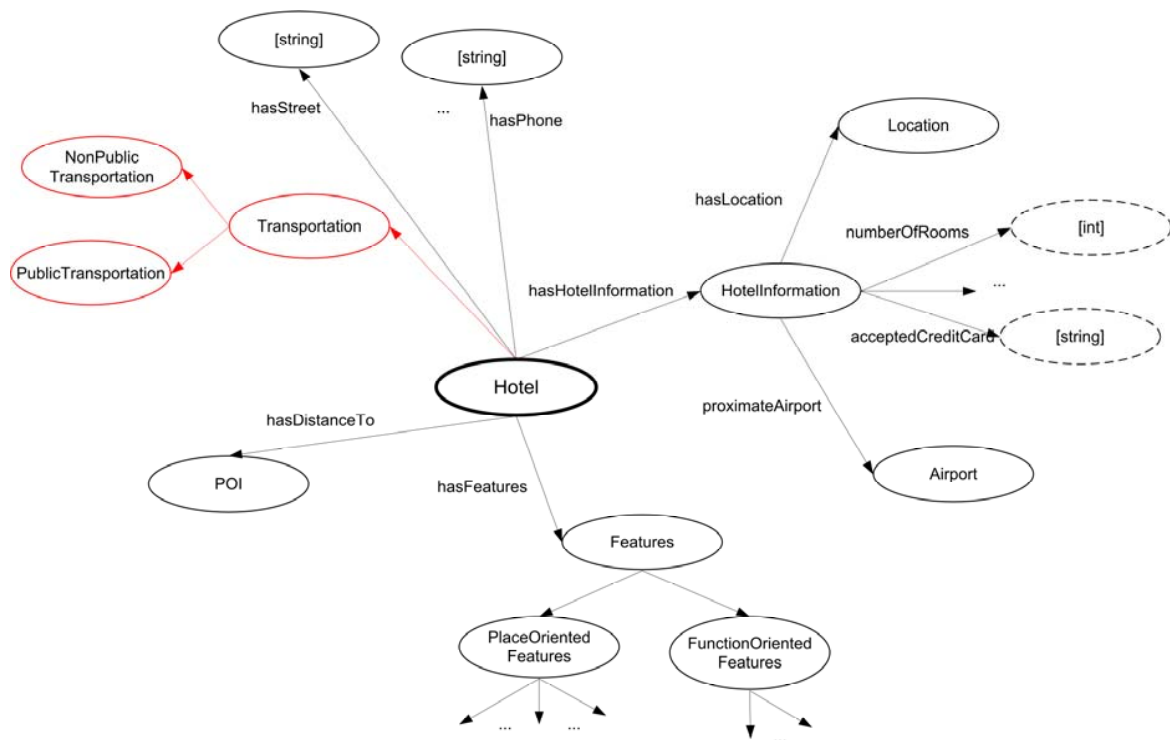 [string]
[string]
hasStreet
...
hasPhone
Location
NonPublic
Transportation
hasLocation
Transportation
numberOfRooms
[int]
PublicTransportation
hasHotelInformation
HotelInformation
...
acceptedCreditCard
[string]
Hotel
proximateAirport
hasDistanceTo
POI
hasFeatures
Airport
Features
PlaceOriented
Features
FunctionOriented
Features
...
...
...